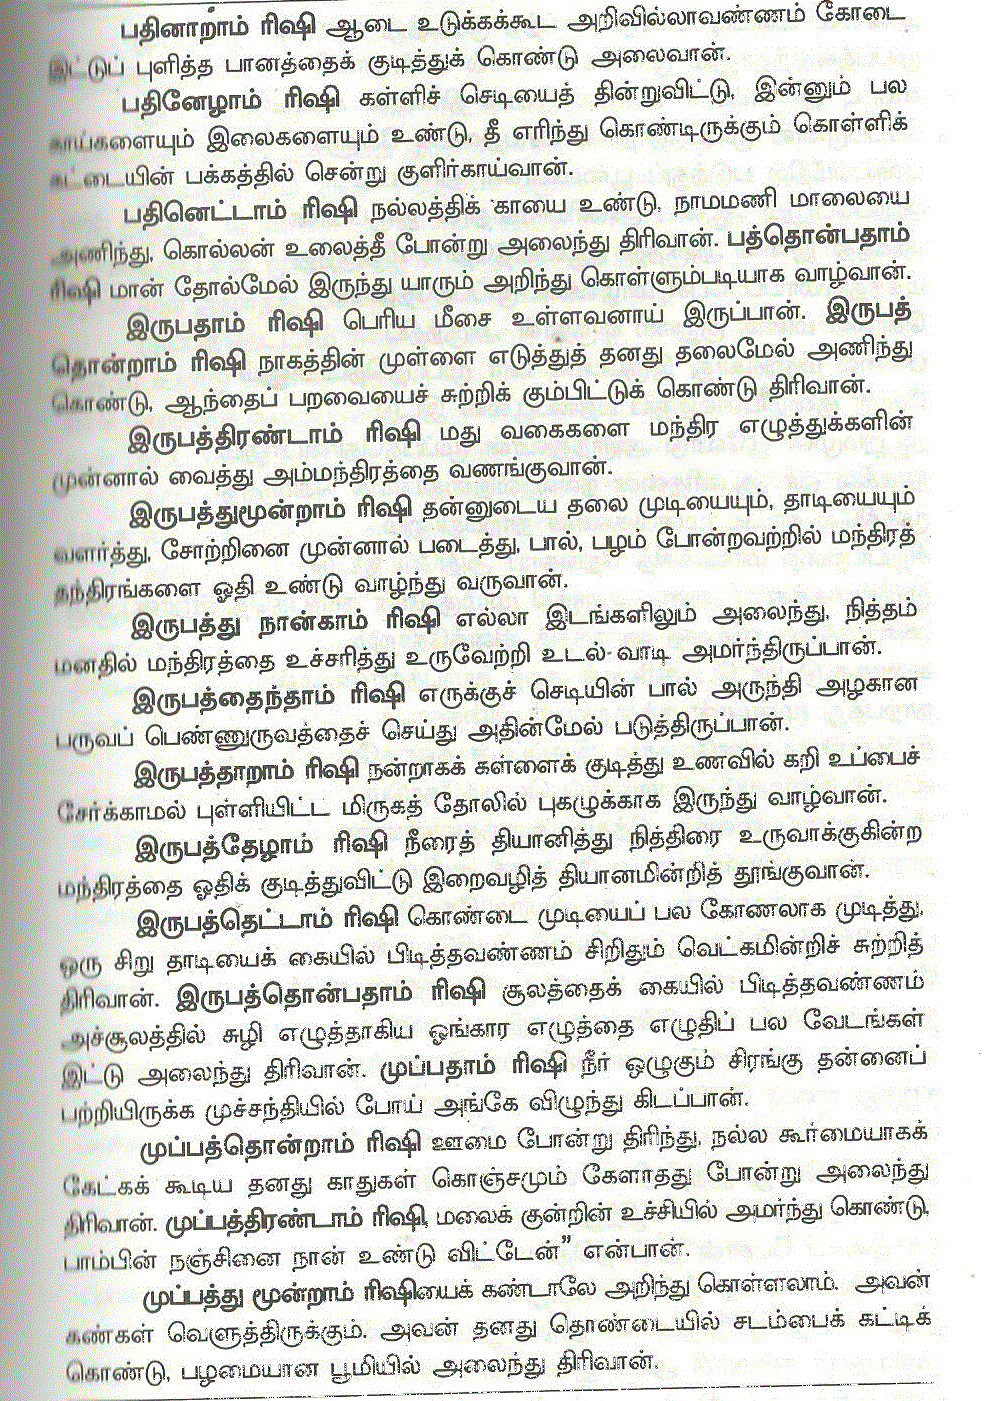 பதினாறாம் ரிஷி ஆடை உடுக்கக்கூட அறிவில்லாவண்ணம் கோடை
இட்டுப் புளித்த பானத்தைக் குடித்துக் கொண்டு அலைவான்.
பதினேழாம் ரிஷி கள்ளிச் செடியைத் தின்றுவிட்டு, இன்னும் பல
காய்களையும் இலைகளையும் உண்டு, தீ எரிந்து கொண்டிருக்கும் கொள்ளிக்
கட்டையின் பக்கத்தில் சென்று குளிர்காய்வான்.
பதினெட்டாம் ரிஷி நல்லத்திக் காயை உண்டு, நாமமணி மாலையை
அணிந்து, கொல்லன் உலைத்தீ போன்று அலைந்து திரிவான். பத்தொன்பதாம்
ரிஷி மான் தோல்மேல் இருந்து யாரும் அறிந்து கொள்ளும்படியாக வாழ்வான்.
இருபதாம் ரிஷி பெரிய மீசை உள்ளவனாய் இருப்பான். இருபத்
தொன்றாம் ரிஷி நாகத்தின் முள்ளை எடுத்துத் தனது தலைமேல் அணிந்து
கொண்டு, ஆந்தைப் பறவையைச் சுற்றிக் கும்பிட்டுக் கொண்டு திரிவான்.
இருபத்திரண்டாம் ரிஷி மது வகைகளை மந்திர எழுத்துக்களின்
முன்னால் வைத்து அம்மந்திரத்தை வணங்குவான்.
இருபத்துமூன்றாம் ரிஷி தன்னுடைய தலை முடியையும், தாடியையும்
வளர்த்து, சோற்றினை முன்னால் படைத்து, பால், பழம் போன்றவற்றில் மந்திரத்
தந்திரங்களை ஓதி உண்டு வாழ்ந்து வருவான்.
இருபத்து நான்காம் ரிஷி எல்லா இடங்களிலும் அலைந்து, நித்தம்
மனதில் மந்திரத்தை உச்சரித்து உருவேற்றி உடல் வாடி அமர்ந்திருப்பான்.
இருபத்தைந்தாம் ரிஷி எருக்குச் செடியின் பால் அருந்தி அழகான
பருவப் பெண்ணுருவத்தைச் செய்து அதின்மேல் படுத்திருப்பான்.
இருபத்தாறாம் ரிஷி நன்றாகக் கள்ளைக் குடித்து உணவில் கறி உப்பைச்
சேர்க்காமல் புள்ளியிட்ட மிருகத் தோலில் புகழுக்காக இருந்து வாழ்வான்.
இருபத்தேழாம் ரிஷி நீரைத் தியானித்து நித்திரை உருவாக்குகின்ற
மந்திரத்தை ஓதிக் குடித்துவிட்டு இறைவழித் தியானமின்றித் தூங்குவான்.
இருபத்தெட்டாம் ரிஷி கொண்டை முடியைப் பல கோணலாக முடித்து,
ஒரு சிறு தாடியைக் கையில் பிடித்தவண்ணம் சிறிதும் வெட்கமின்றிச் சுற்றித்
திரிவான். இருபத்தொன்பதாம் ரிஷி சூலத்தைக் கையில் பிடித்தவண்ணம்
அச்சூலத்தில் சுழி எழுத்தாகிய ஓங்கார எழுத்தை எழுதிப் பல வேடங்கள்
இட்டு அலைந்து திரிவான். முப்பதாம் ரிஷி நீர் ஒழுகும் சிரங்கு தன்னைப்
பற்றியிருக்க முச்சந்தியில் போய் அங்கே விழுந்து கிடப்பான்.
முப்பத்தொன்றாம் ரிஷி ஊமை போன்று திரிந்து, நல்ல கூர்மையாகக்
கேட்கக் கூடிய தனது காதுகள் கொஞ்சமும் கேளாதது போன்று அலைந்து
திரிவான். முப்பத்திரண்டாம் ரிஷி, மலைக் குன்றின் உச்சியில் அமர்ந்து கொண்டு,
பாம்பின் நஞ்சினை நான் உண்டு விட்டேன்” என்பான்.
முப்பத்து மூன்றாம் ரிஷியைக் கண்டாலே அறிந்து கொள்ளலாம். அவன்
கண்கள் வெளுத்திருக்கும். அவன் தனது தொண்டையில் சடம்பைக் கட்டிக்
கொண்டு, பழமையான பூமியில் அலைந்து திரிவான்.